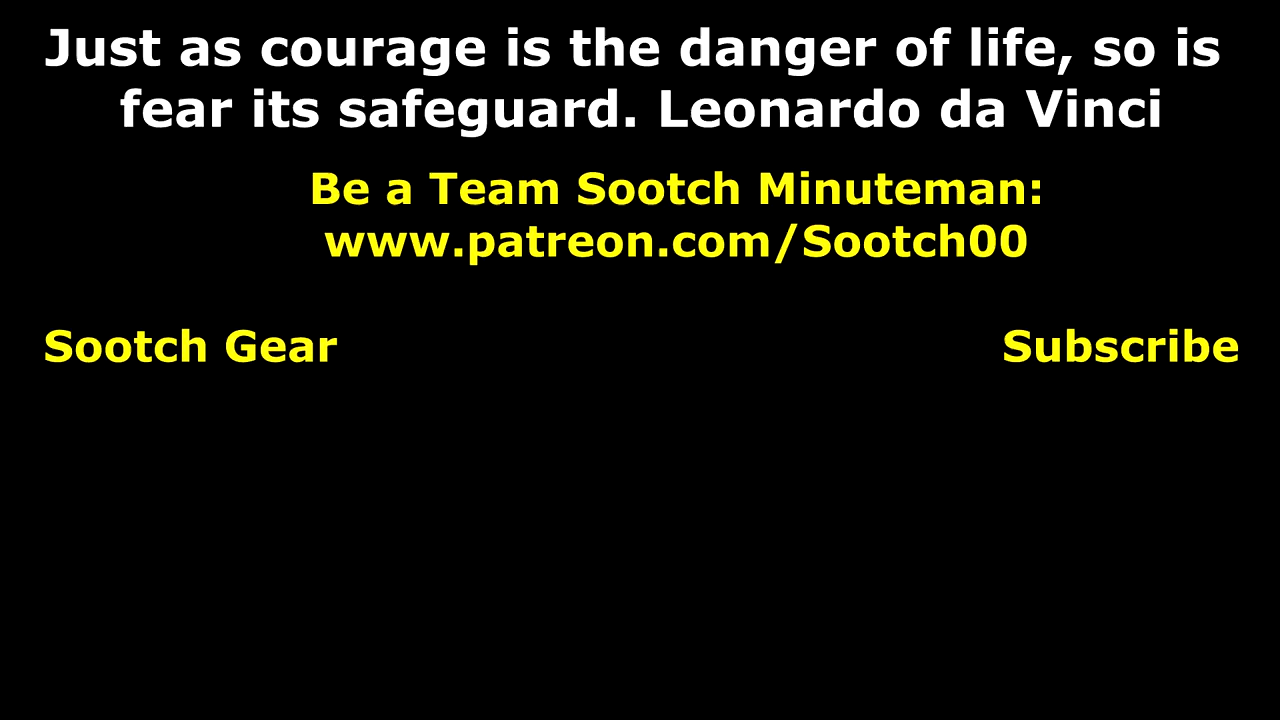 Just as courage is the danger of life, so is
fear its safeguard. Leonardo da Vinci
Be a Team Sootch Minuteman:
www.patreon.com/Sootch00
Sootch Gear
Subscribe